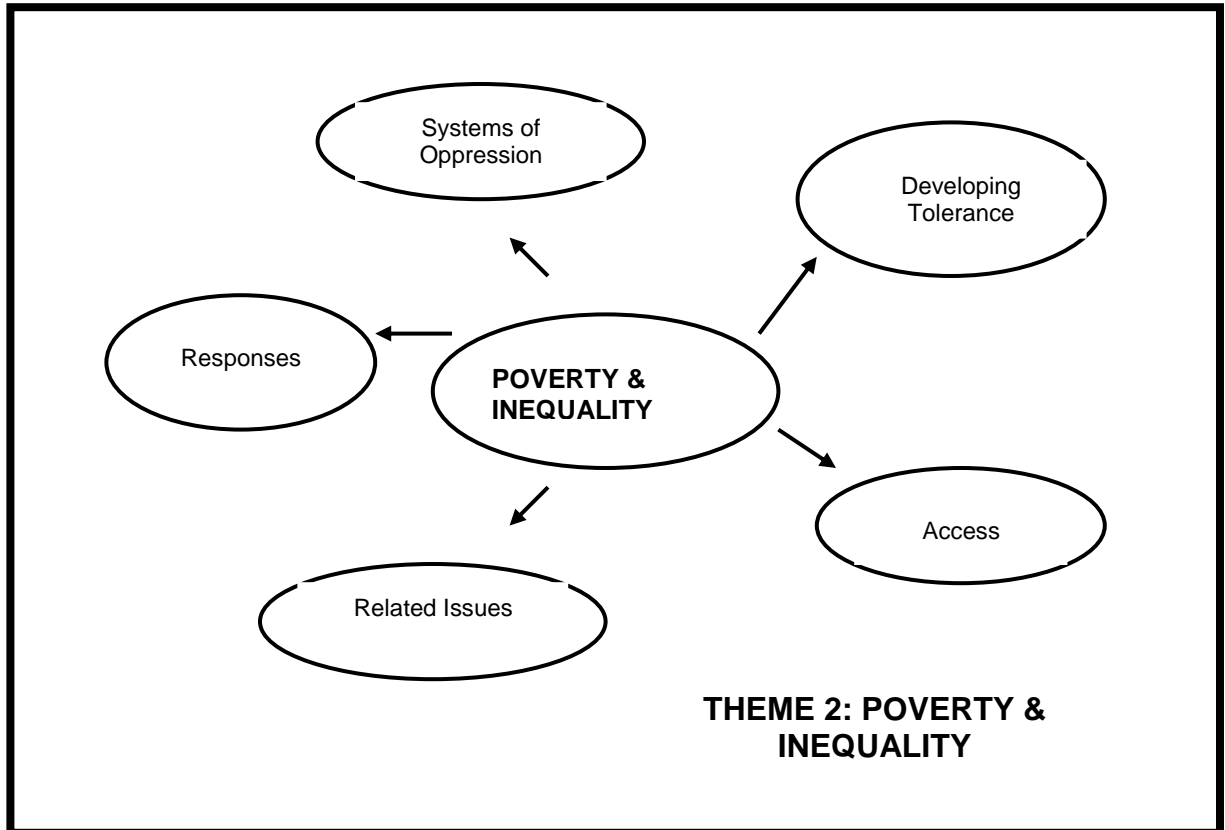 Systems of
Oppression
Developing
Tolerance
Responses
POVERTY &
INEQUALITY
Access
Related Issues
THEME 2: POVERTY &
INEQUALITY